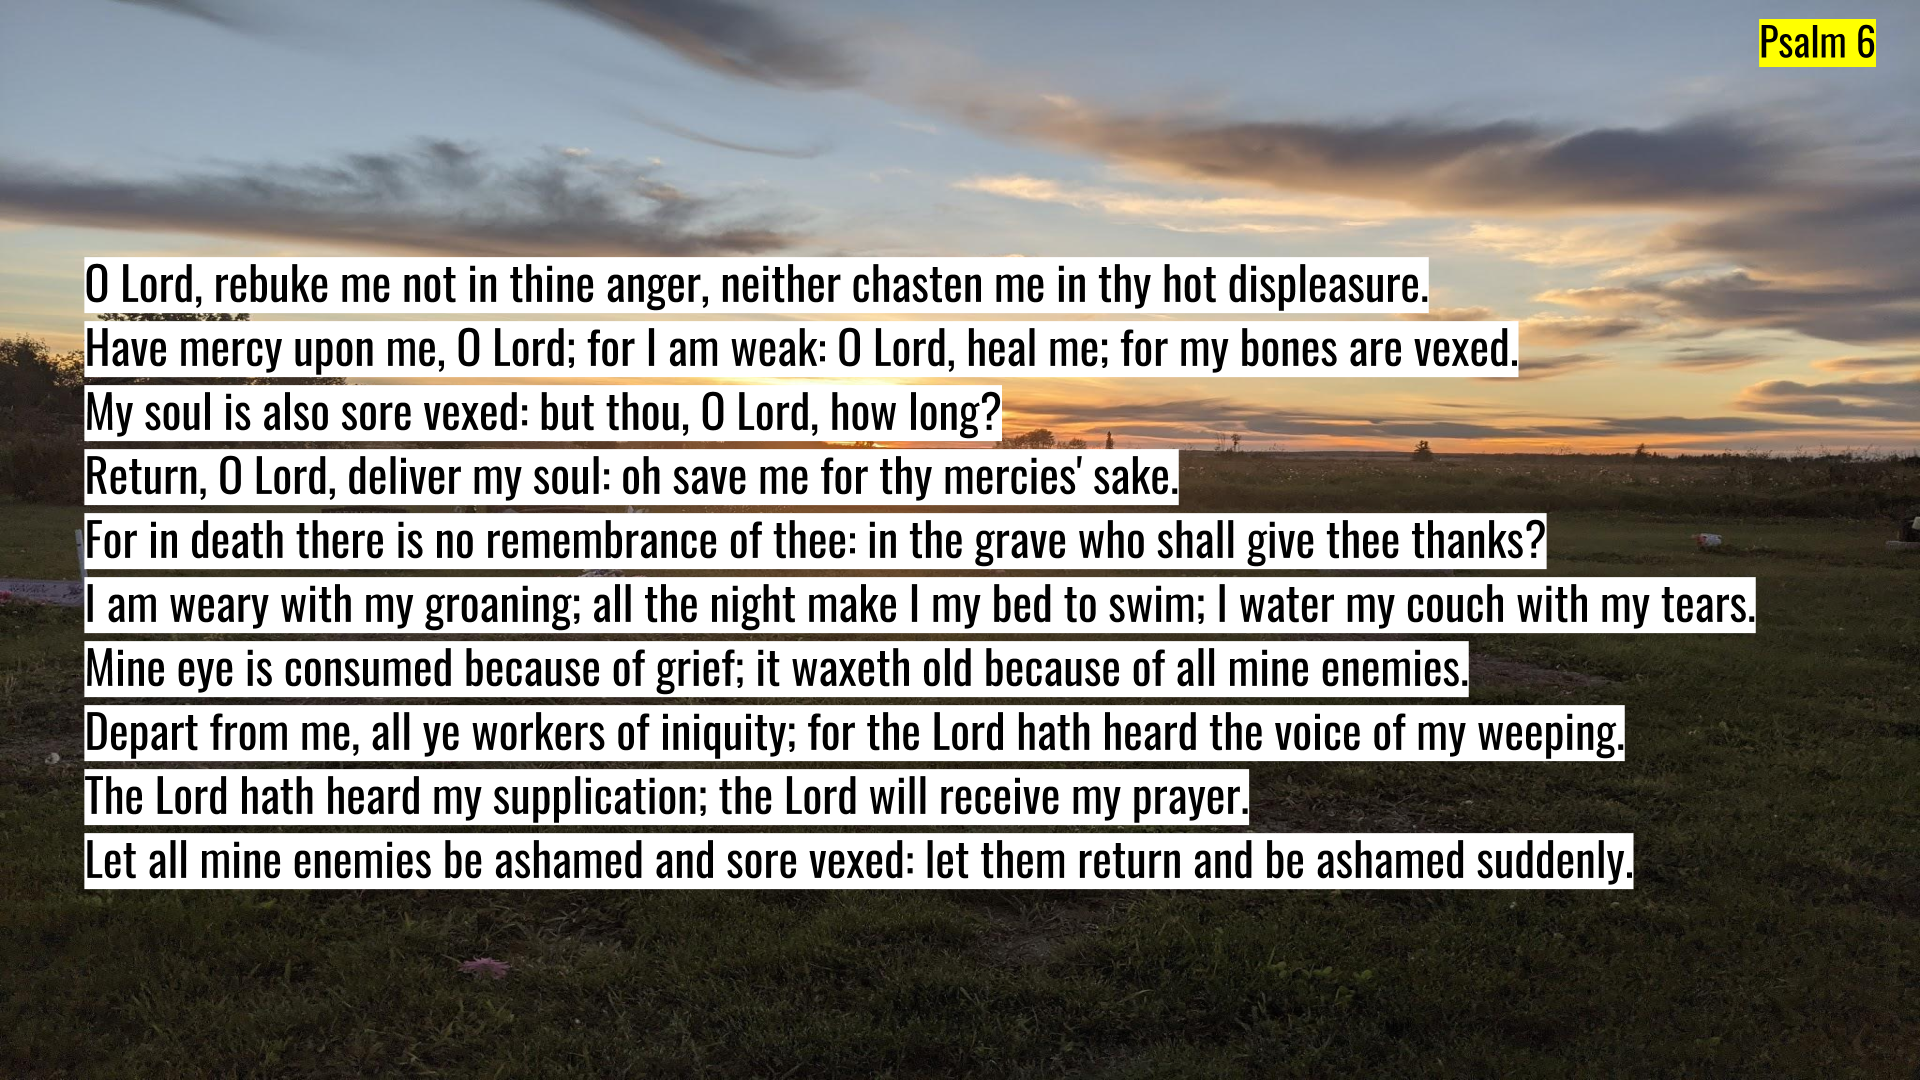 Psalm 6
O Lord, rebuke me not in thine anger, neither chasten me in thy hot displeasure.
Have mercy upon me, O Lord; for I am weak: O Lord, heal me; for my bones are vexed.
My soul is also sore vexed: but thou, O Lord, how long?
Return, O Lord, deliver my soul: oh save me for thy mercies' sake.
For in death there is no remembrance of thee: in the grave who shall give thee thanks?
I am weary with my groaning; all the night make I my bed to swim; I water my couch with my tears.
Mine eye is consumed because of grief; it waxeth old because of all mine enemies.
Depart from me, all ye workers of iniquity; for the Lord hath heard the voice of my weeping.
The Lord hath heard my supplication; the Lord will receive my prayer.
Let all mine enemies be ashamed and sore vexed: let them return and be ashamed suddenly.